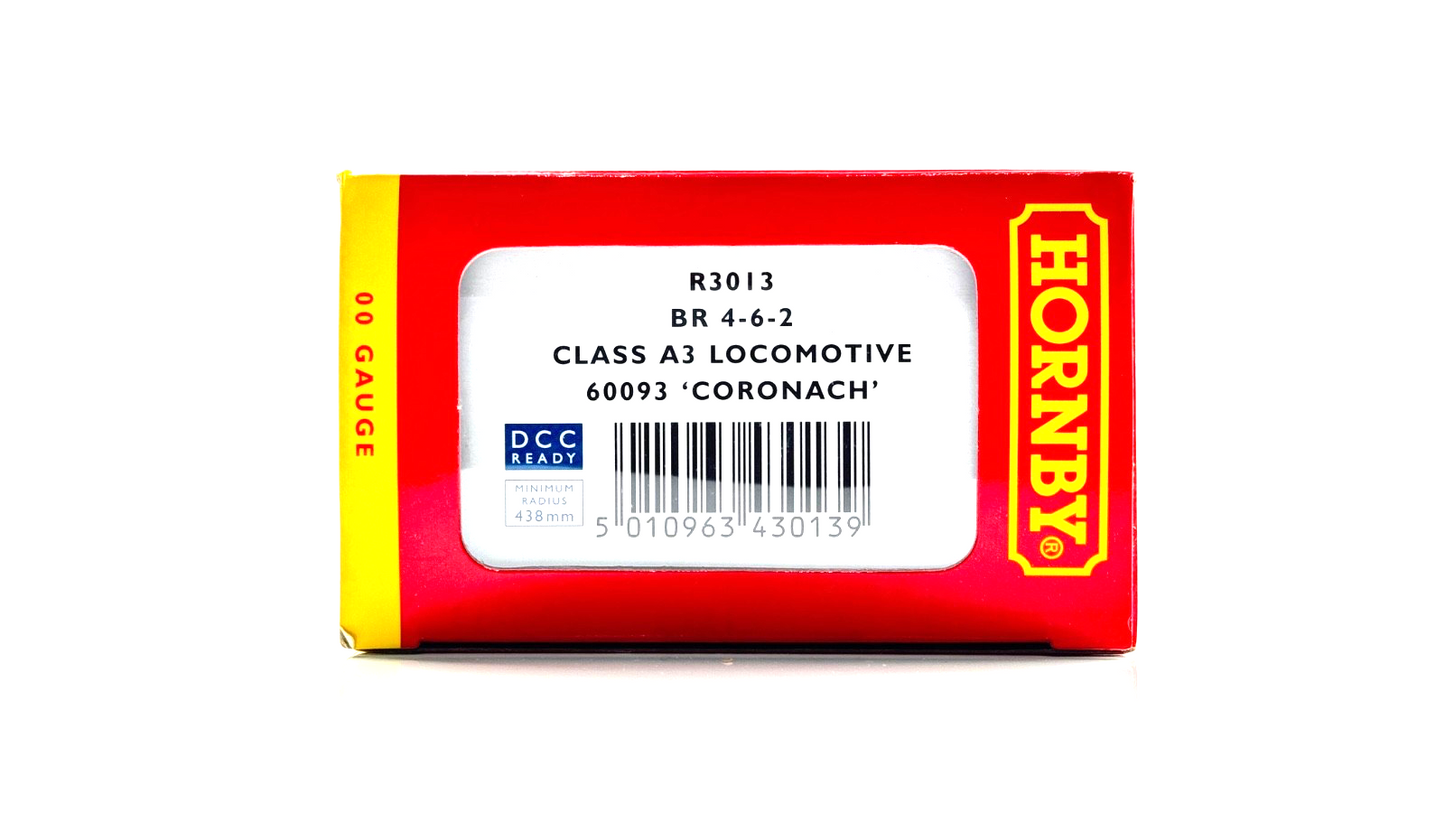 00 GAUGE
R3013
BR 4-6-2
CLASS A3 LOCOMOTIVE
60093 ‘CORONACH’
DCC
READY
MINIMUM
RADIUS
438mm
5 010963 430139
HORNBY®